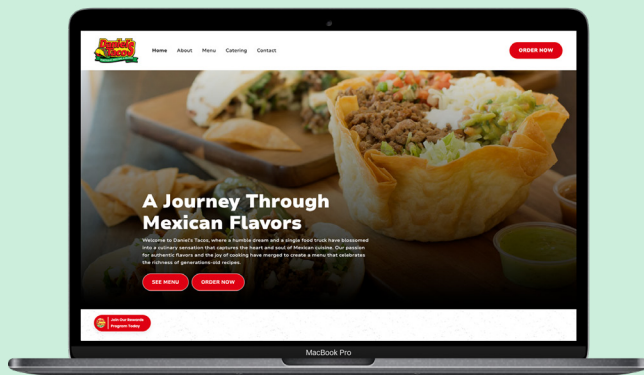 Daniel's
Tacos
Home About Menu Catering Contact
ORDER NOW
A Journey Through
Mexican Flavors
Welcome to Daniel's Tacos, where a humble dream and a single food truck have blossomed
into a culinary sensation that captures the heart and soul of Mexican cuisine. Our passion
for authentic flavors and the joy of cooking have merged to create a menu that celebrates
the richness of generations-old recipes.
SEE MENU ORDER NOW
Join Our Rewards
Program Today
MacBook Pro